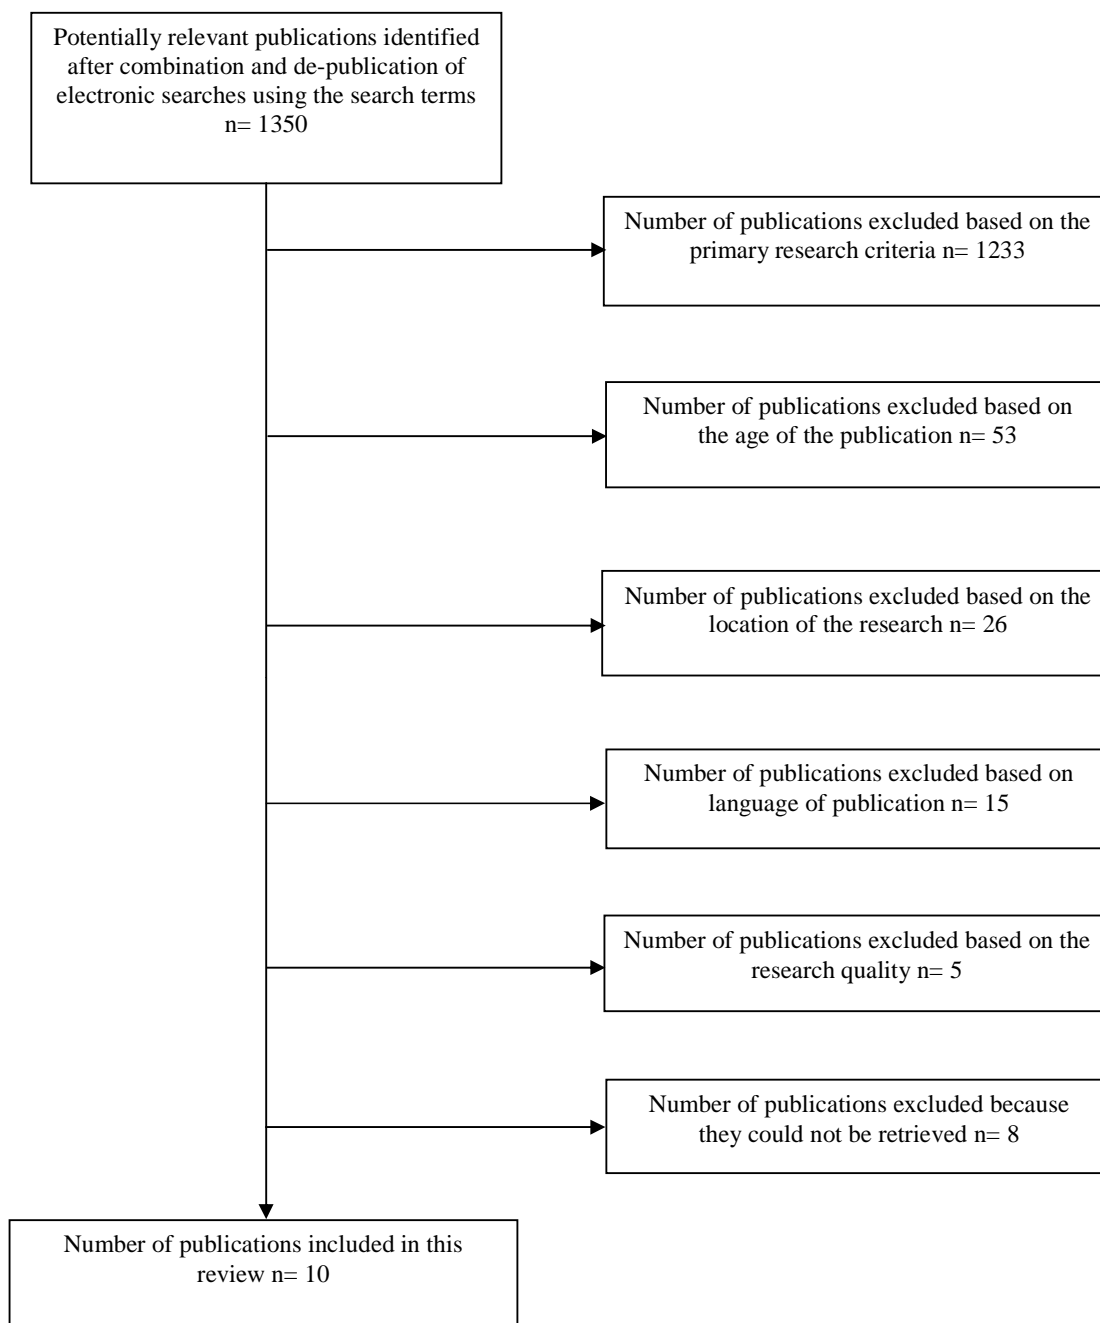 Potentially relevant publications identified
after combination and de-publication of
electronic searches using the search terms
n= 1350
Number of publications excluded based on the
primary research criteria n= 1233
Number of publications excluded based on
the age of the publication n= 53
Number of publications excluded based on the
location of the research n= 26
Number of publications excluded based on
language of publication n= 15
Number of publications excluded based on the
research quality n= 5
Number of publications excluded because
they could not be retrieved n= 8
Number of publications included in this
review n= 10